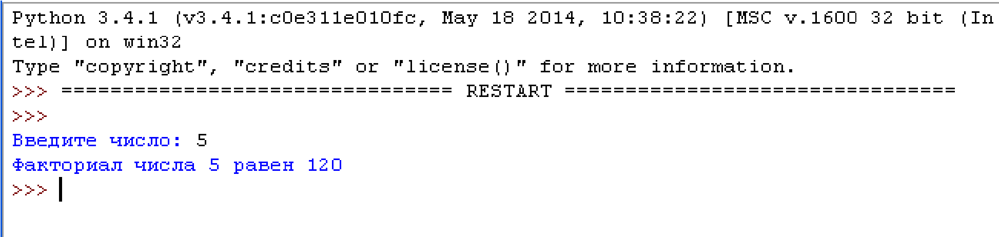 Python 3.4.1 (v3.4.1:c0e311e010fc, May 18 2014, 10:38:22) [MSC v.1600 32 bit (In
tel)] on win32
Type "copyright", "credits" or "license()" for more information.
>>> ================================ RESTART ================================
>>>
Введите число: 5
Факториал числа 5 равен 120
>>>